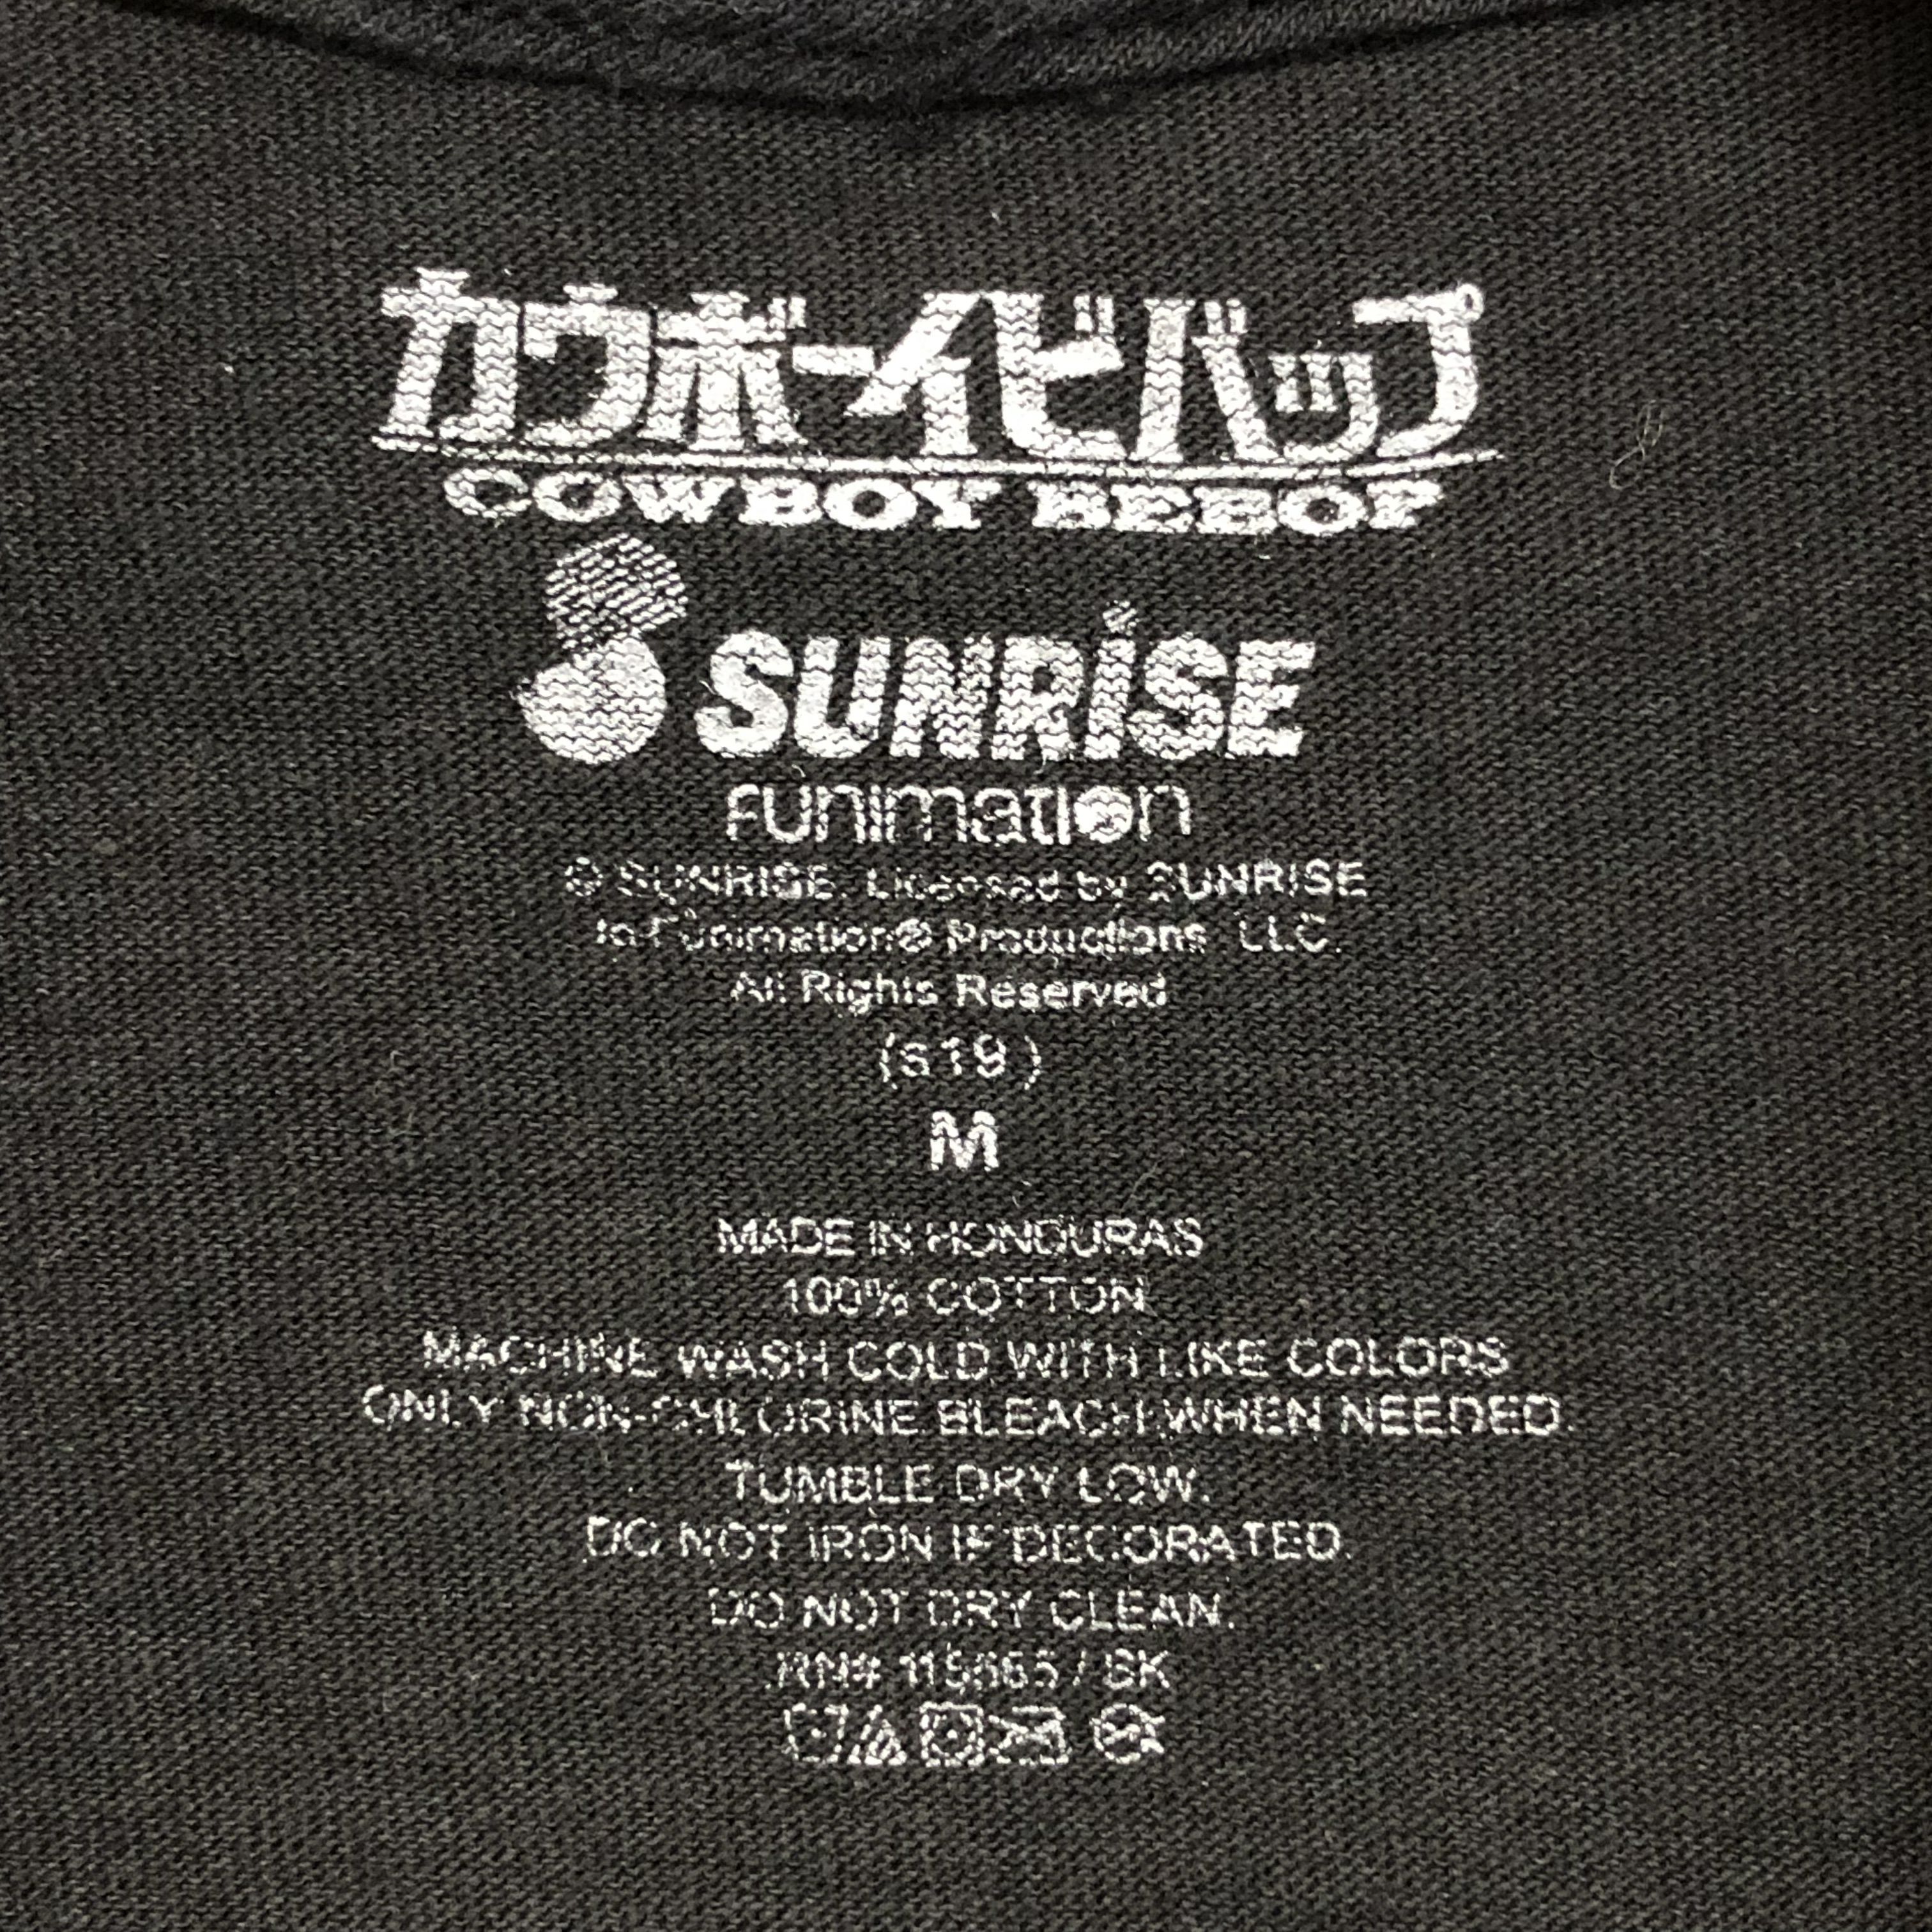 カウボーイビバップ
COWBOY BEBOP
SUNRISE
FUnimation
© SUNRISE. Licensed by SUNRISE
to Funimation® Productions, LLC.
All Rights Reserved
(s19)
M
MADE IN HONDURAS
100% COTTON
MACHINE WASH COLD WITH LIKE COLORS
ONLY NON-CHLORINE BLEACH WHEN NEEDED.
TUMBLE DRY LOW.
DO NOT IRON IF DECORATED.
DO NOT DRY CLEAN.
RN# / BK